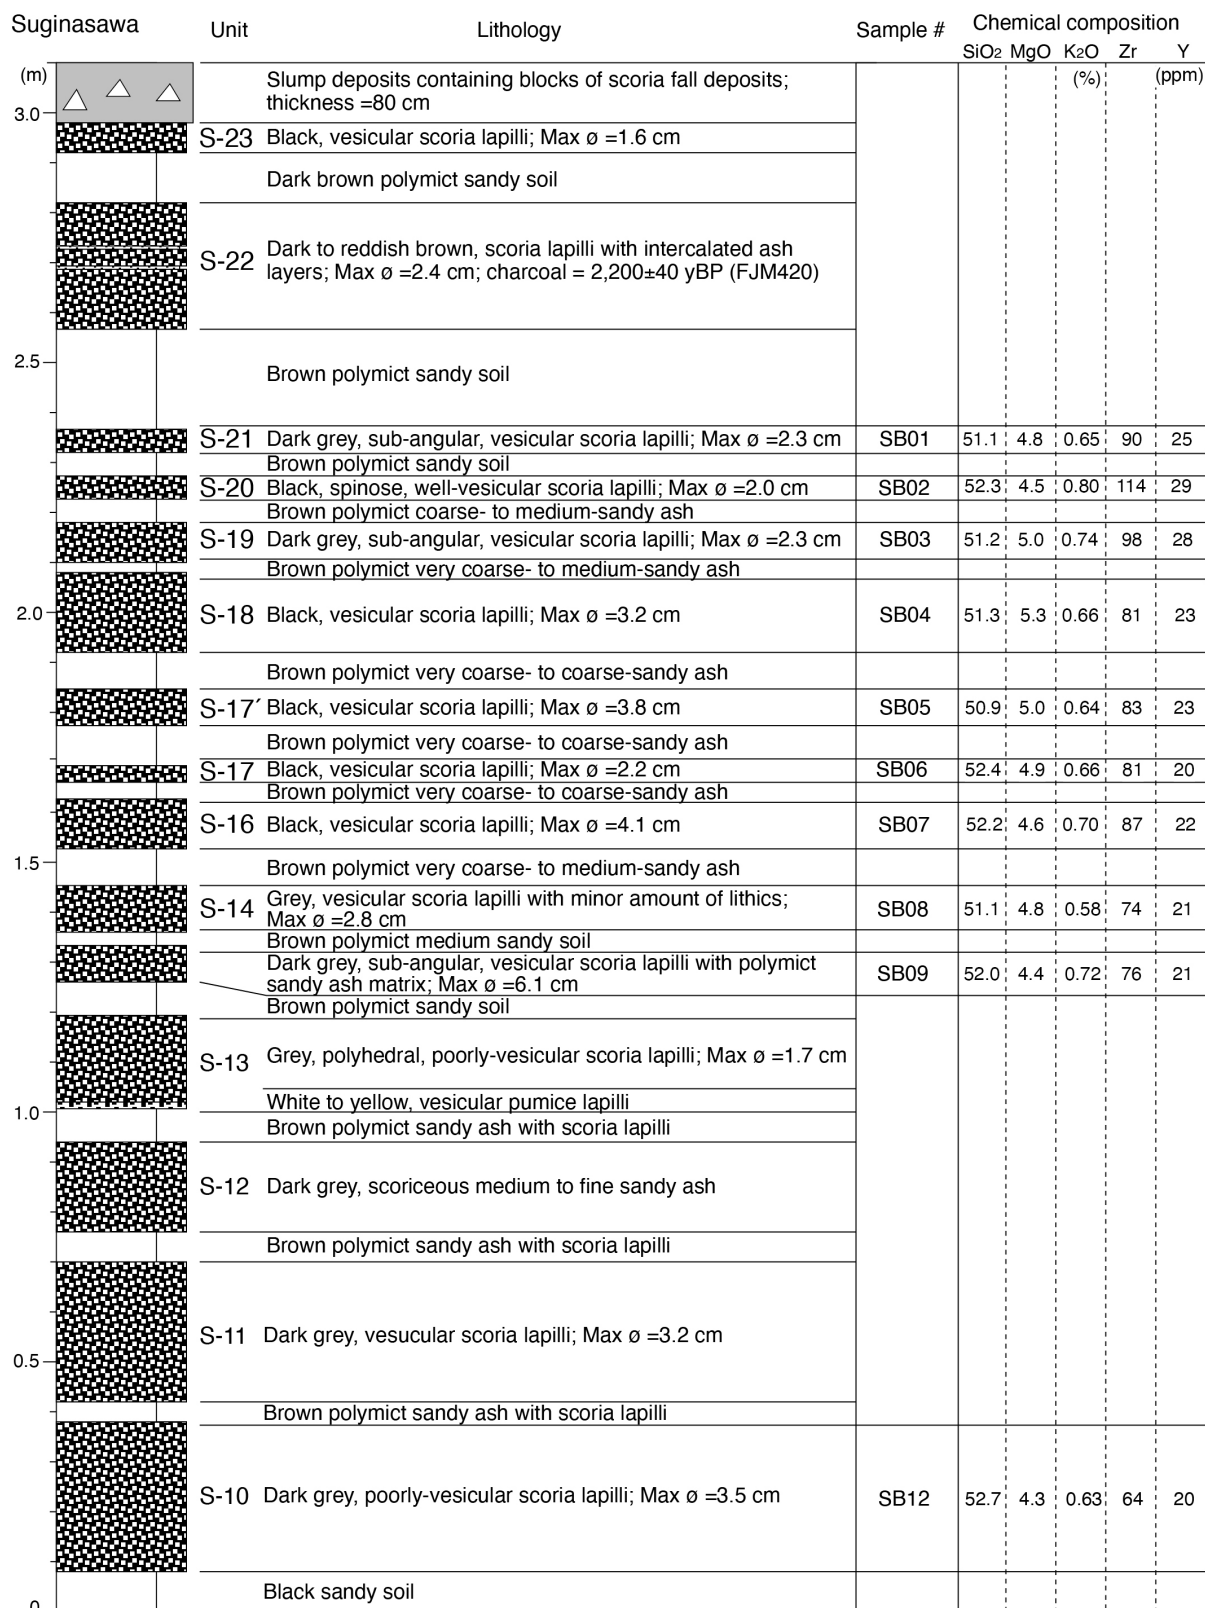 Suginasawa Unit Lithology Sample # Chemical composition
SiO2 MgO K2O Zr Y
(m) (%) (ppm)
Slump deposits containing blocks of scoria fall deposits;
thickness =80 cm
3.0
S-23 Black, vesicular scoria lapilli; Max ø =1.6 cm
Dark brown polymict sandy soil
S-22 Dark to reddish brown, scoria lapilli with intercalated ash
layers; Max ø =2.4 cm; charcoal = 2,200±40 yBP (FJM420)
2.5
Brown polymict sandy soil
S-21 Dark grey, sub-angular, vesicular scoria lapilli; Max ø =2.3 cm SB01 51.1 4.8 0.65 90 25
Brown polymict sandy soil
S-20 Black, spinose, well-vesicular scoria lapilli; Max ø =2.0 cm SB02 52.3 4.5 0.80 114 29
Brown polymict coarse- to medium-sandy ash
S-19 Dark grey, sub-angular, vesicular scoria lapilli; Max ø =2.3 cm SB03 51.2 5.0 0.74 98 28
Brown polymict very coarse- to medium-sandy ash
2.0 S-18 Black, vesicular scoria lapilli; Max ø =3.2 cm SB04 51.3 5.3 0.66 81 23
Brown polymict very coarse- to coarse-sandy ash
S-17´ Black, vesicular scoria lapilli; Max ø =3.8 cm SB05 50.9 5.0 0.64 83 23
Brown polymict very coarse- to coarse-sandy ash
S-17 Black, vesicular scoria lapilli; Max ø =2.2 cm SB06 52.4 4.9 0.66 81 20
Brown polymict very coarse- to coarse-sandy ash
S-16 Black, vesicular scoria lapilli; Max ø =4.1 cm SB07 52.2 4.6 0.70 87 22
1.5 Brown polymict very coarse- to medium-sandy ash
S-14 Grey, vesicular scoria lapilli with minor amount of lithics;
Max ø =2.8 cm SB08 51.1 4.8 0.58 74 21
Brown polymict medium sandy soil
Dark grey, sub-angular, vesicular scoria lapilli with polymict
sandy ash matrix; Max ø =6.1 cm SB09 52.0 4.4 0.72 76 21
Brown polymict sandy soil
S-13 Grey, polyhedral, poorly-vesicular scoria lapilli; Max ø =1.7 cm
White to yellow, vesicular pumice lapilli
1.0
Brown polymict sandy ash with scoria lapilli
S-12 Dark grey, scoriceous medium to fine sandy ash
Brown polymict sandy ash with scoria lapilli
S-11 Dark grey, vesucular scoria lapilli; Max ø =3.2 cm
0.5
Brown polymict sandy ash with scoria lapilli
S-10 Dark grey, poorly-vesicular scoria lapilli; Max ø =3.5 cm SB12 52.7 4.3 0.63 64 20
Black sandy soil
0